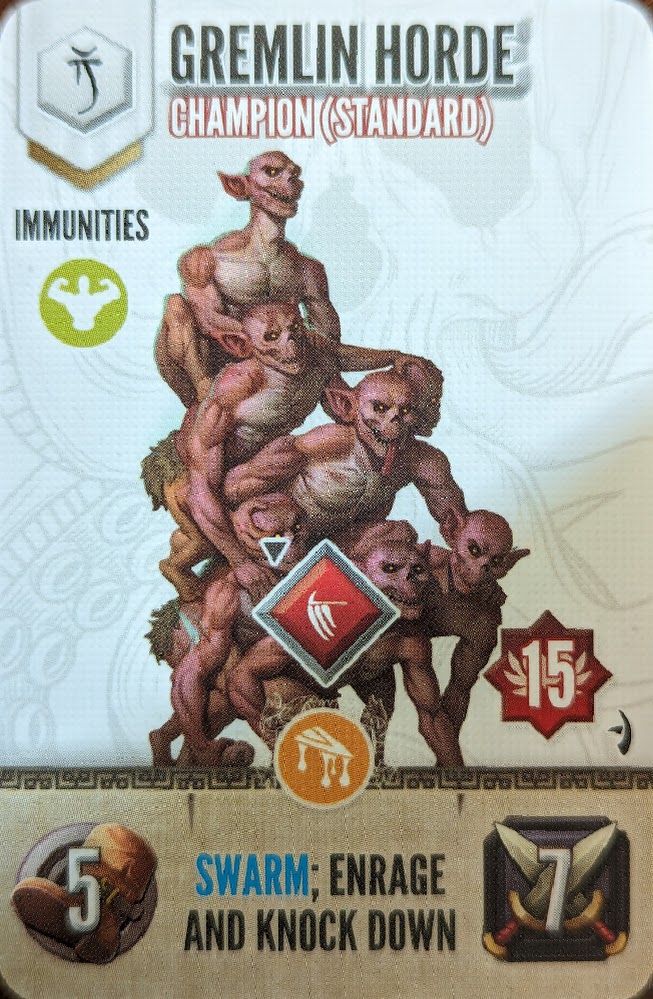 GREMLIN HORDE
CHAMPION (STANDARD)
IMMUNITIES
15
5
SWARM; ENRAGE
AND KNOCK DOWN
7